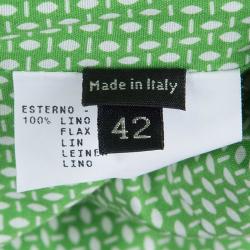 Made in Italy
ESTERNO -
100% LINO
FLAX
LIN
LEINEN
LINO
42